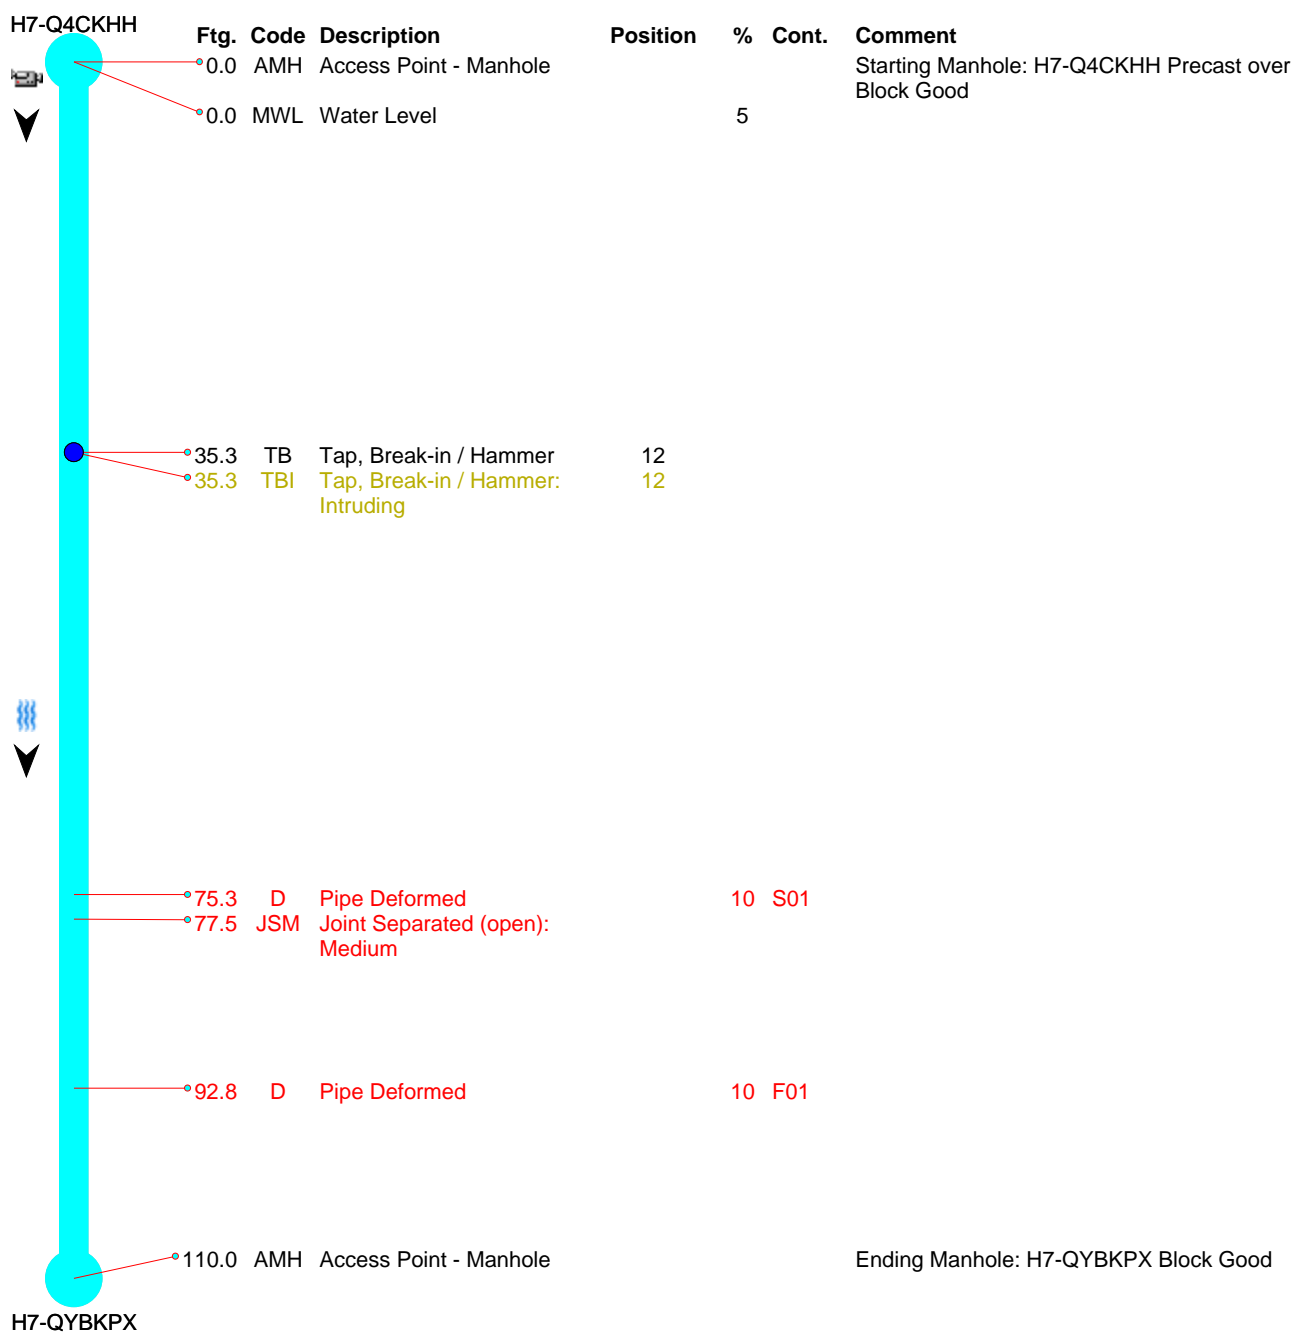 H7-Q4CKHH
Ftg. Code Description Position % Cont. Comment
0.0 AMH Access Point - Manhole Starting Manhole: H7-Q4CKHH Precast over
Block Good
0.0 MWL Water Level 5
35.3 TB Tap, Break-in / Hammer 12
35.3 TBI Tap, Break-in / Hammer: 12
Intruding
75.3 D Pipe Deformed 10 S01
77.5 JSM Joint Separated (open):
Medium
92.8 D Pipe Deformed 10 F01
110.0 AMH Access Point - Manhole Ending Manhole: H7-QYBKPX Block Good
H7-QYBKPX